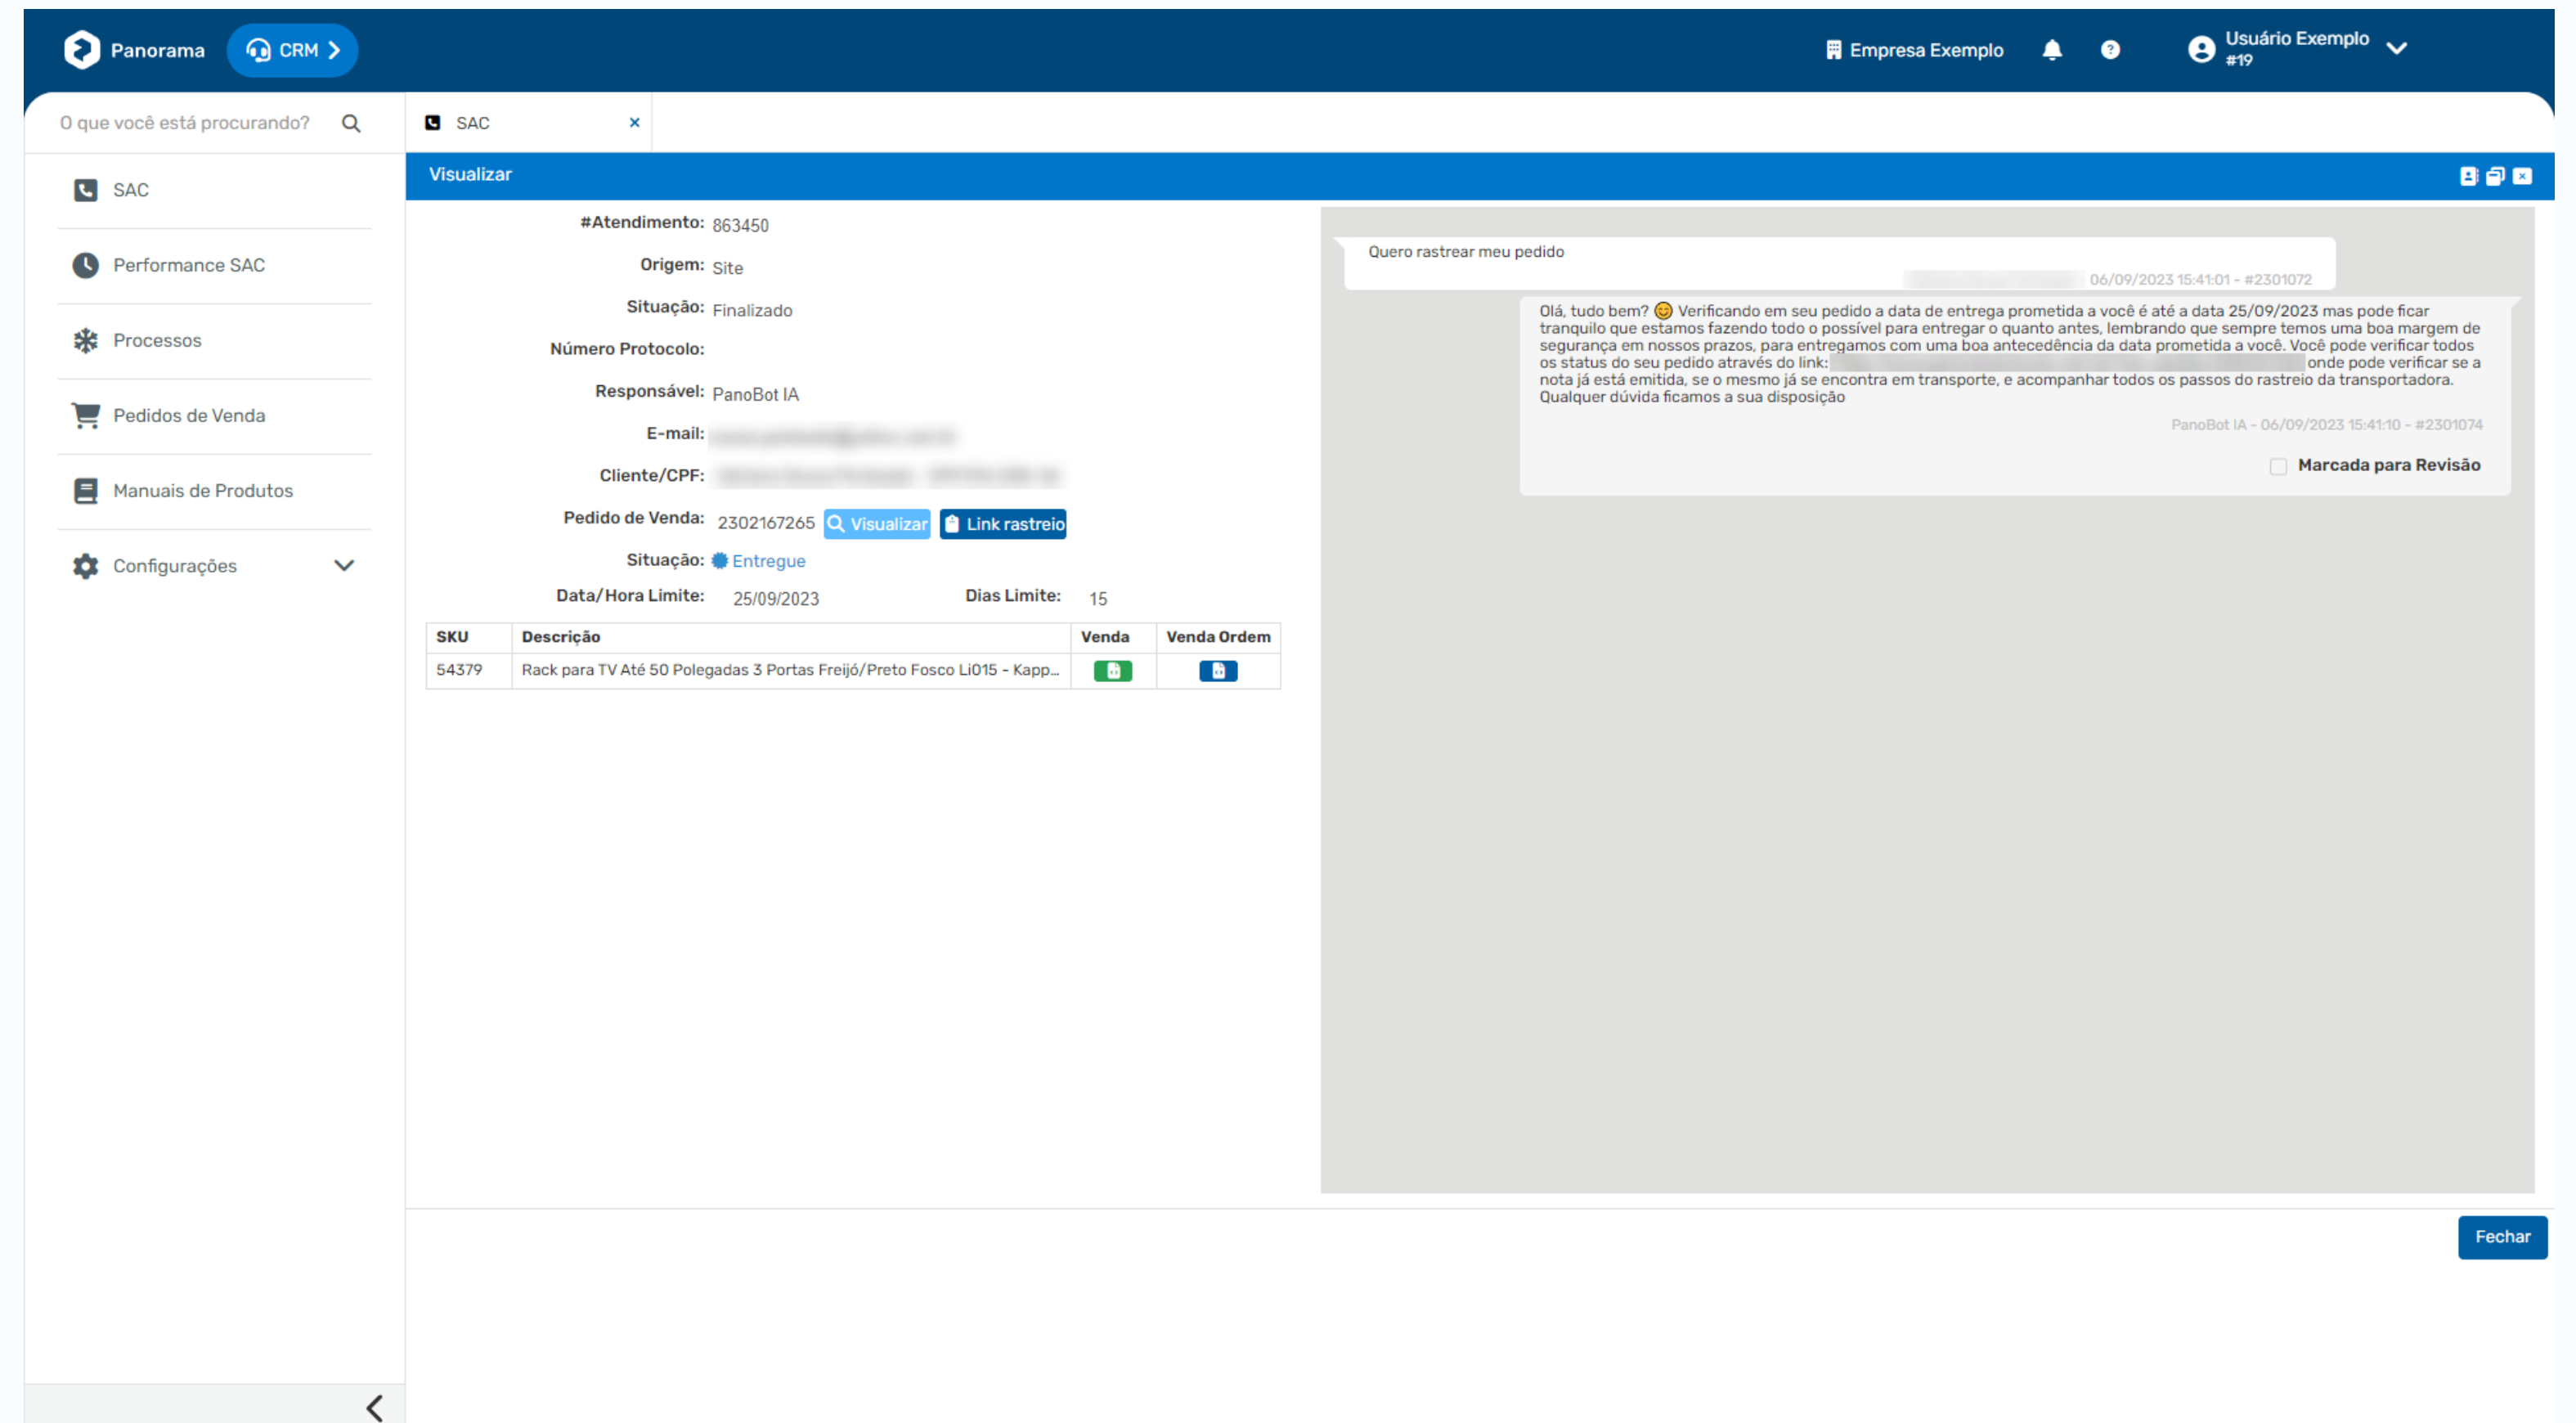 Panorama
CRM
Empresa Exemplo
Usuário Exemplo
#19
O que você está procurando?
SAC
SAC
Performance SAC
Processos
Pedidos de Venda
Manuais de Produtos
Configurações
Visualizar
#Atendimento: 863450
Origem: Site
Situação: Finalizado
Número Protocolo:
Responsável: PanoBot IA
E-mail:
Cliente/CPF:
Pedido de Venda: 2302167265 Visualizar Link rastreio
Situação: Entregue
Data/Hora Limite: 25/09/2023 Dias Limite: 15
SKU Descrição Venda Venda Ordem
54379 Rack para TV Até 50 Polegadas 3 Portas Freijó/Preto Fosco Li015 - Kapp...
Quero rastrear meu pedido
06/09/2023 15:41:01 - #2301072
Olá, tudo bem? 😊 Verificando em seu pedido a data de entrega prometida a você é até a data 25/09/2023 mas pode ficar
tranquilo que estamos fazendo todo o possível para entregar o quanto antes, lembrando que sempre temos uma boa margem de
segurança em nossos prazos, para entregamos com uma boa antecedência da data prometida a você. Você pode verificar todos
os status do seu pedido através do link: onde pode verificar se a
nota já está emitida, se o mesmo já se encontra em transporte, e acompanhar todos os passos do rastreio da transportadora.
Qualquer dúvida ficamos a sua disposição
PanoBot IA - 06/09/2023 15:41:10 - #2301074
Marcada para Revisão
Fechar